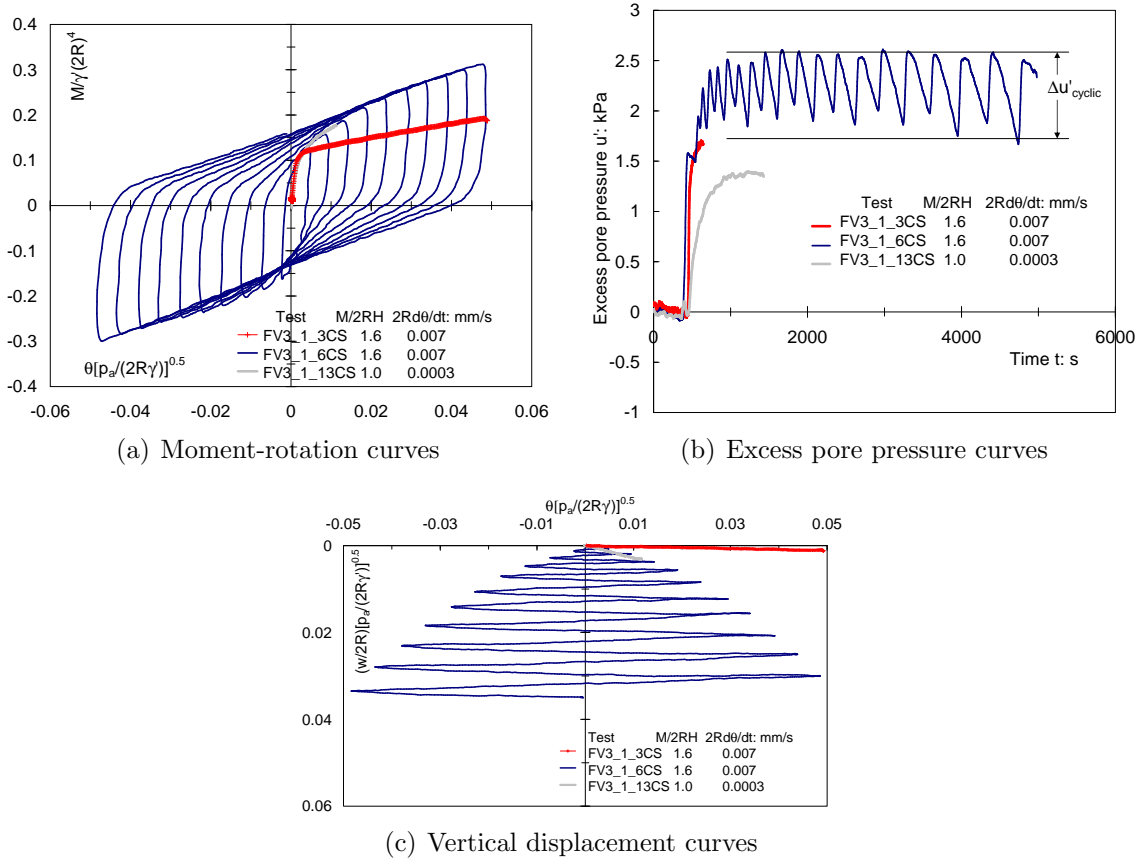 M/γ'(2R)⁴
0.4
0.3
0.2
0.1
0
-0.1
-0.2
-0.3
-0.4
-0.06 -0.04 -0.02 0 0.02 0.04 0.06
θ[pₐ/(2Rγ')]⁰·⁵
Test M/2RH 2Rdθ/dt: mm/s
FV3_1_3CS 1.6 0.007
FV3_1_6CS 1.6 0.007
FV3_1_13CS 1.0 0.0003
(a) Moment-rotation curves
Excess pore pressure u': kPa
3
2.5
2
1.5
1
0.5
0
-0.5
-1
0 2000 4000 6000
Time t: s
Δu'cyclic
Test M/2RH 2Rdθ/dt: mm/s
FV3_1_3CS 1.6 0.007
FV3_1_6CS 1.6 0.007
FV3_1_13CS 1.0 0.0003
(b) Excess pore pressure curves
θ[pₐ/(2Rγ')]⁰·⁵
-0.05 -0.03 -0.01 0.01 0.03 0.05
0
0.02
0.04
0.06
(w/2R)[pₐ/(2Rγ')]⁰·⁵
Test M/2RH 2Rdθ/dt: mm/s
FV3_1_3CS 1.6 0.007
FV3_1_6CS 1.6 0.007
FV3_1_13CS 1.0 0.0003
(c) Vertical displacement curves